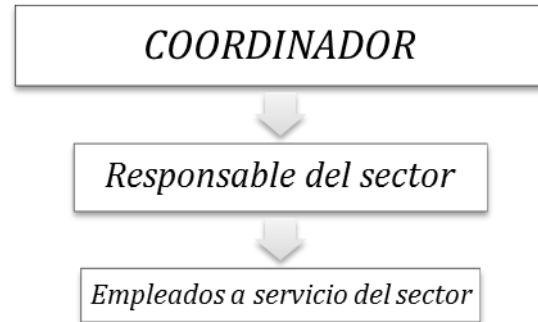 COORDINADOR
Responsable del sector
Empleados a servicio del sector